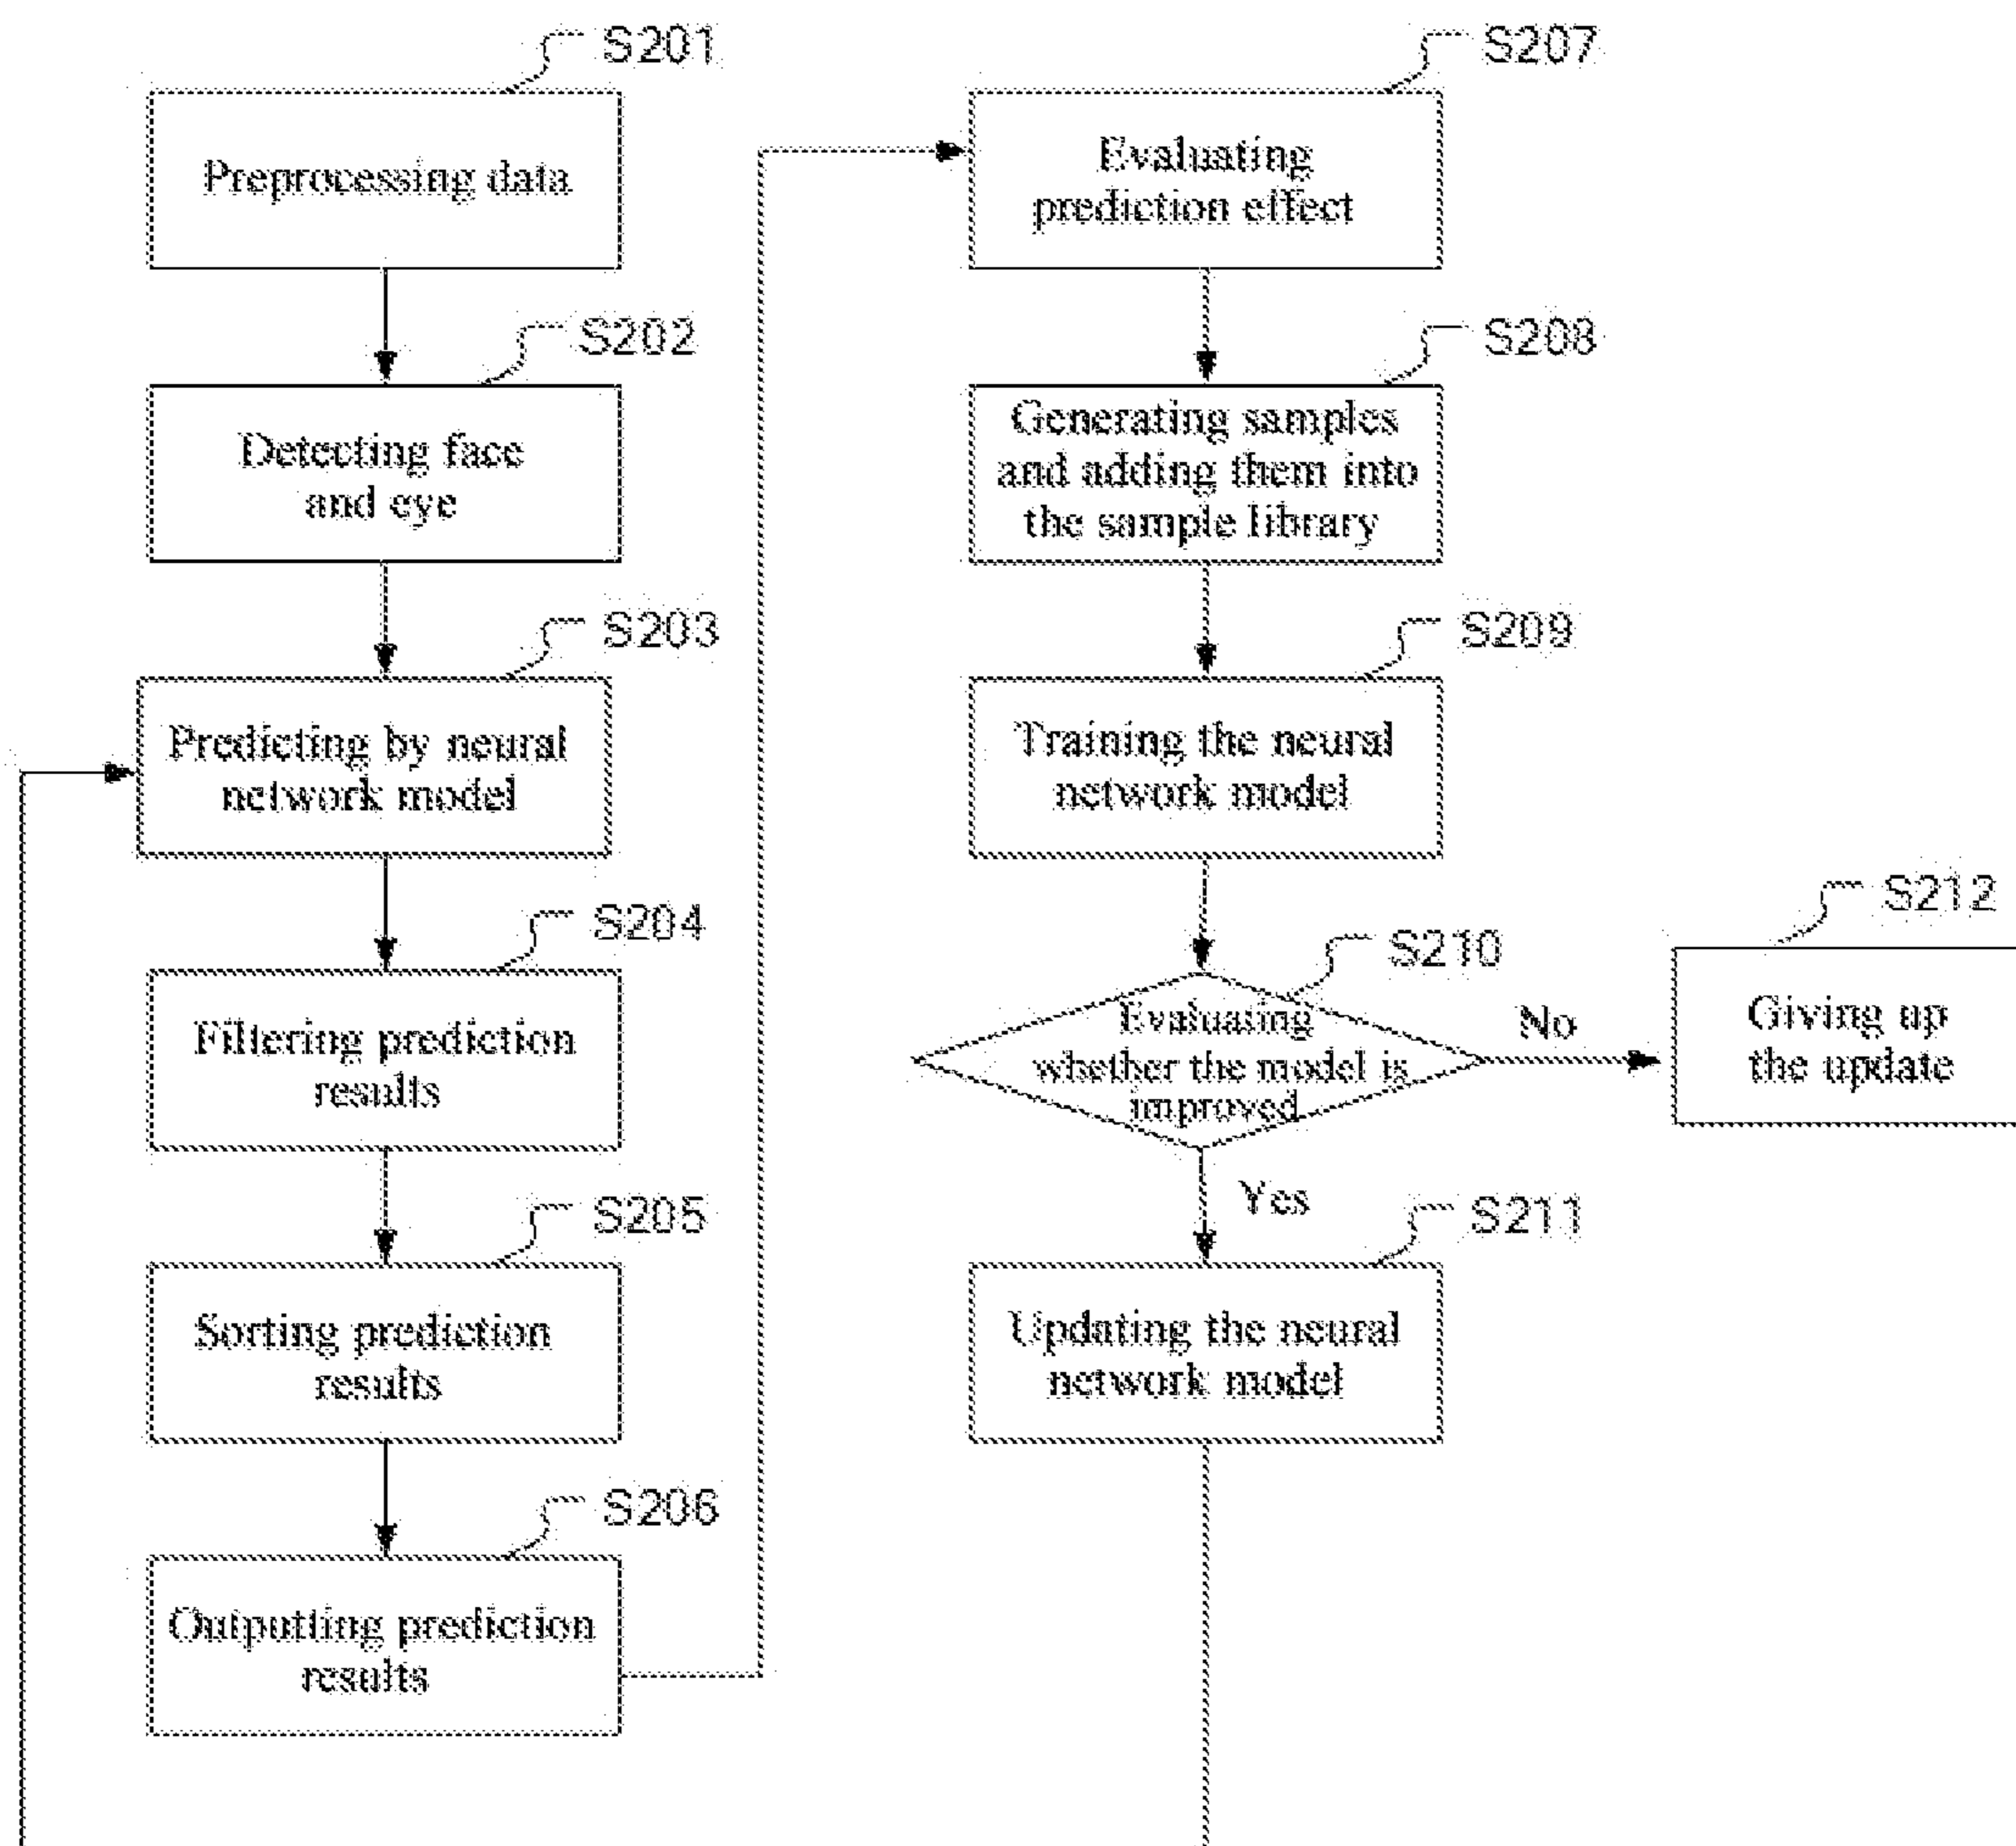 S201
Preprocessing data
S202
Detecting face
and eye
S203
Predicting by neural
network model
S204
Filtering prediction
results
S205
Sorting prediction
results
S206
Outputting prediction
results
S207
Evaluating
prediction effect
S208
Generating samples
and adding them into
the sample library
S209
Training the neural
network model
S210
Evaluating
whether the model is
improved
No
S212
Giving up
the update
Yes
S211
Updating the neural
network model